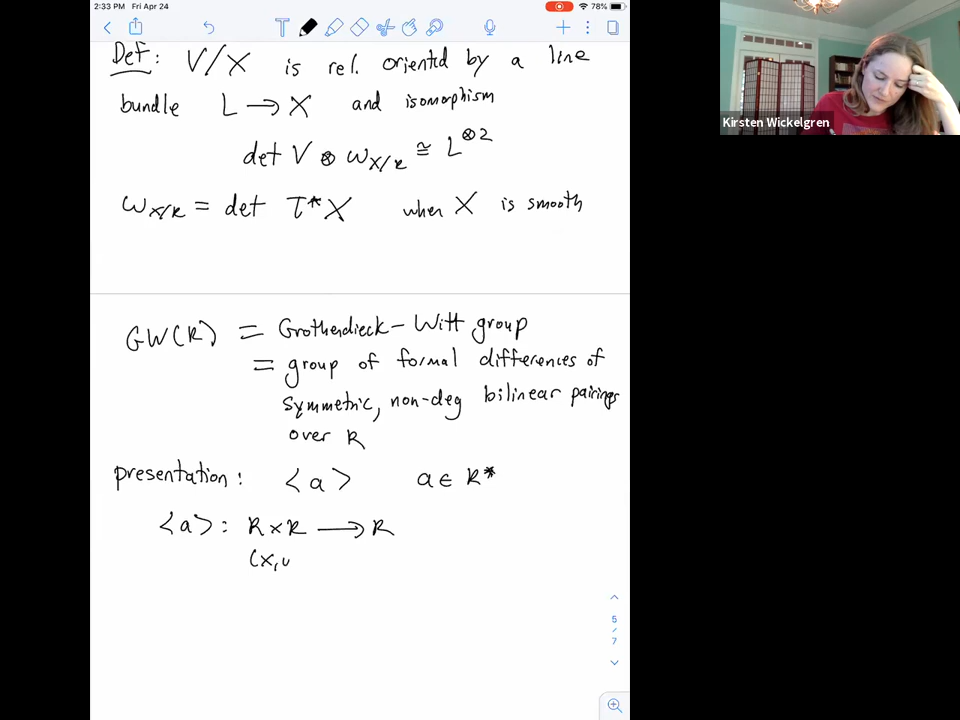 2:33 PM Fri Apr 24
78%
Def: V/X is rel. oriented by a line
bundle L → X and isomorphism
det V ⊗ ω_{X/k} ≅ L^{⊗2}
ω_{X/k} = det T*X when X is smooth
GW(k) = Grothendieck-Witt group
= group of formal differences of
symmetric, non-deg bilinear pairings
over k
presentation: <a> a ∈ k*
<a>: k × k → k
(x,
5
/
7
Kirsten Wickelgren